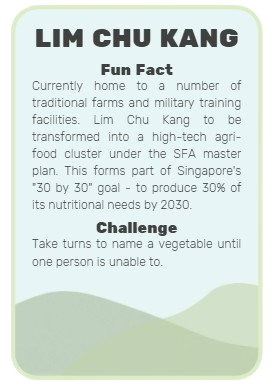 LIM CHU KANG
Fun Fact
Currently home to a number of
traditional farms and military training
facilities. Lim Chu Kang to be
transformed into a high-tech agri-
food cluster under the SFA master
plan. This forms part of Singapore's
"30 by 30" goal - to produce 30% of
its nutritional needs by 2030.
Challenge
Take turns to name a vegetable until
one person is unable to.